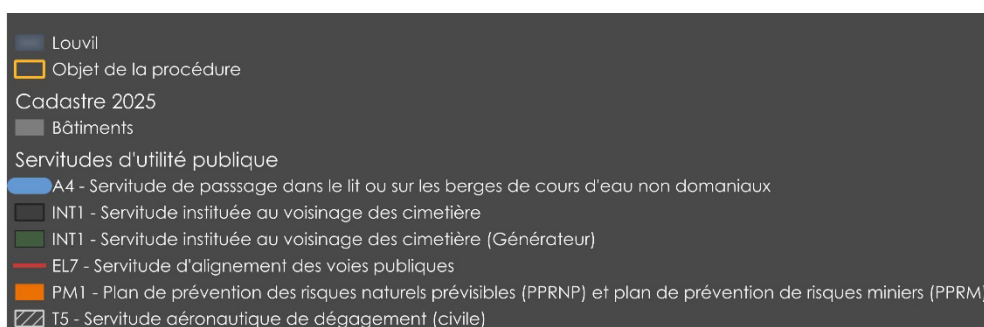 Louvil
Objet de la procédure
Cadastre 2025
Bâtiments
Servitudes d'utilité publique
A4 - Servitude de passsage dans le lit ou sur les berges de cours d'eau non domaniaux
INT1 - Servitude instituée au voisinage des cimetière
INT1 - Servitude instituée au voisinage des cimetière (Générateur)
EL7 - Servitude d'alignement des voies publiques
PM1 - Plan de prévention des risques naturels prévisibles (PPRNP) et plan de prévention de risques miniers (PPRM)
T5 - Servitude aéronautique de dégagement (civile)